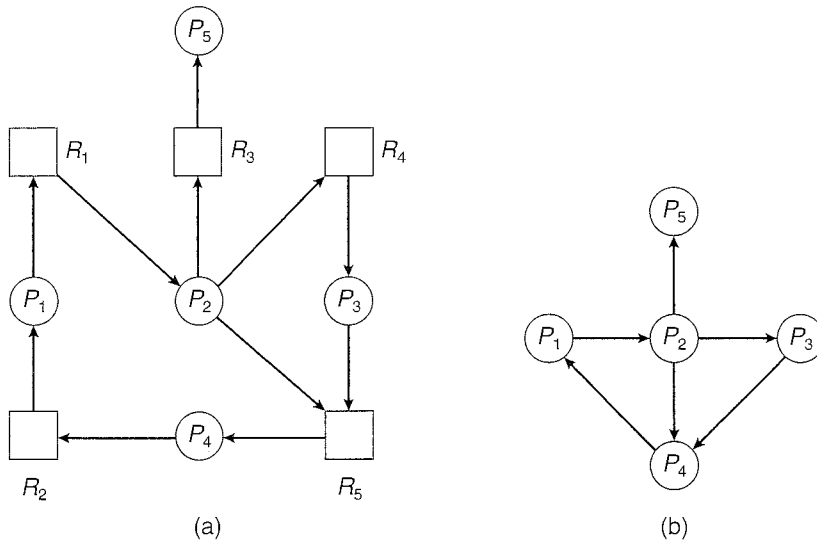 P₅
R₁ R₃ R₄
P₅
P₁ P₂ P₃
P₁ P₂ P₃
P₄
P₄
R₂ R₅
(a) (b)